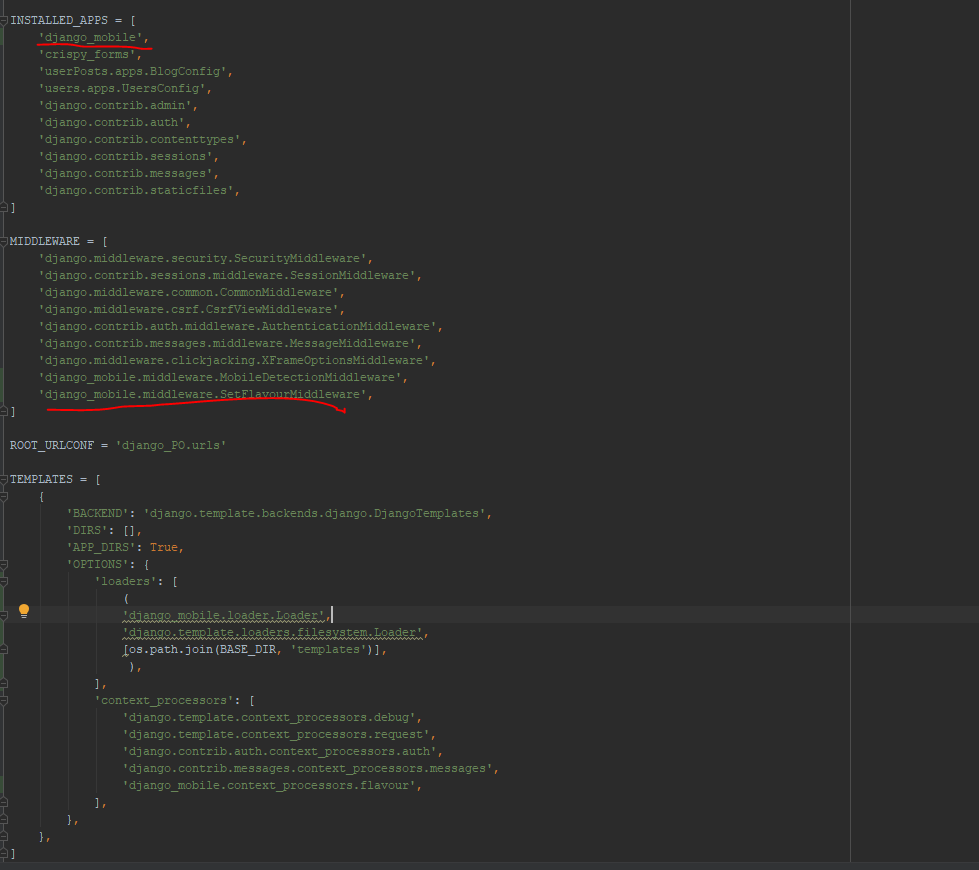 INSTALLED_APPS = [
    'django_mobile',
    'crispy_forms',
    'userPosts.apps.BlogConfig',
    'users.apps.UsersConfig',
    'django.contrib.admin',
    'django.contrib.auth',
    'django.contrib.contenttypes',
    'django.contrib.sessions',
    'django.contrib.messages',
    'django.contrib.staticfiles',
]
MIDDLEWARE = [
    'django.middleware.security.SecurityMiddleware',
    'django.contrib.sessions.middleware.SessionMiddleware',
    'django.middleware.common.CommonMiddleware',
    'django.middleware.csrf.CsrfViewMiddleware',
    'django.contrib.auth.middleware.AuthenticationMiddleware',
    'django.contrib.messages.middleware.MessageMiddleware',
    'django.middleware.clickjacking.XFrameOptionsMiddleware',
    'django_mobile.middleware.MobileDetectionMiddleware',
    'django_mobile.middleware.SetFlavourMiddleware',
]
ROOT_URLCONF = 'django_PO.urls'
TEMPLATES = [
    {
        'BACKEND': 'django.template.backends.django.DjangoTemplates',
        'DIRS': [],
        'APP_DIRS': True,
        'OPTIONS': {
            'loaders': [
                (
                'django_mobile.loader.Loader',
                'django.template.loaders.filesystem.Loader',
                [os.path.join(BASE_DIR, 'templates')],
                 ),
            ],
            'context_processors': [
                'django.template.context_processors.debug',
                'django.template.context_processors.request',
                'django.contrib.auth.context_processors.auth',
                'django.contrib.messages.context_processors.messages',
                'django_mobile.context_processors.flavour',
            ],
        },
    },
]